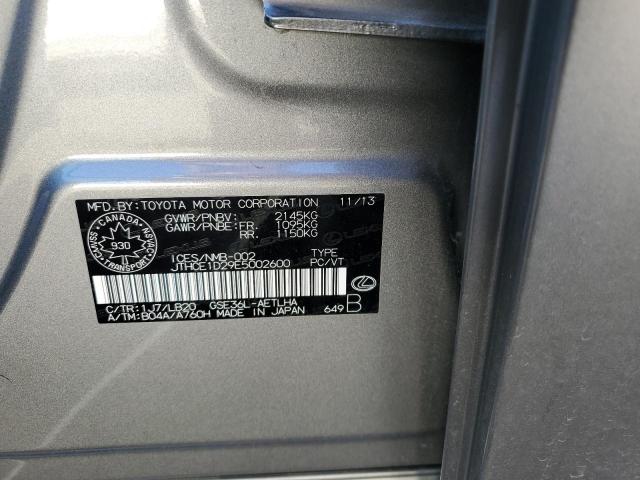 MFD.BY:TOYOTA MOTOR CORPORATION 11/13
GVWR/PNBV: 2145KG
GAWR/PNBE:FR. 1095KG
RR. 1150KG
CANADA
930
TRANSPORT
CMVSS
NSVAC
ICES/NMB-002 TYPE
JTHCE1D29E5002600 PC/VT
C/TR:1J7/LB20 GSE36L-AETLHA
A/TM:B04A/A760H MADE IN JAPAN 649 B